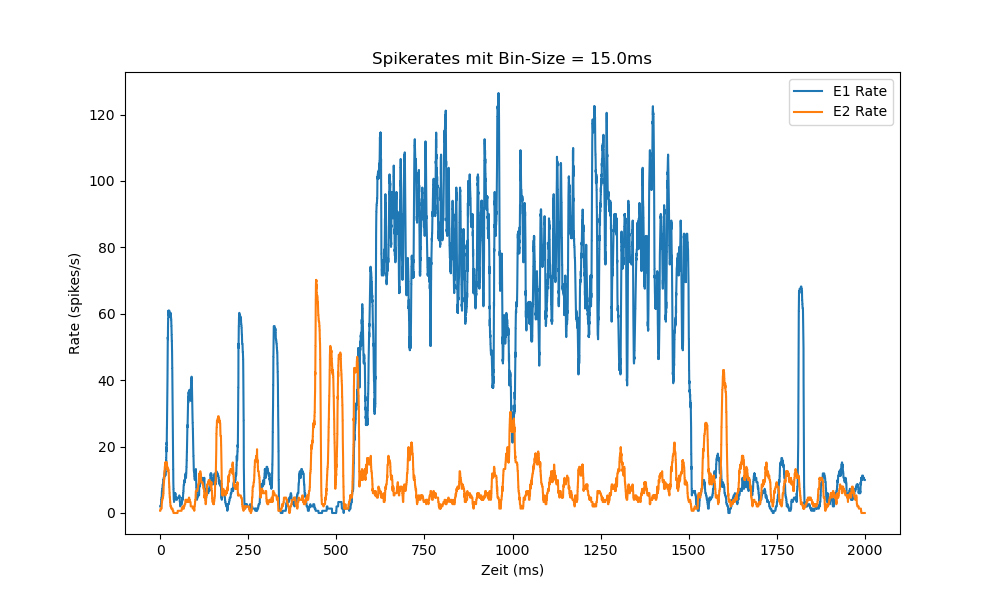 Spikerates mit Bin-Size = 15.0ms
E1 Rate
E2 Rate
Rate (spikes/s)
120
100
80
60
40
20
0
0 250 500 750 1000 1250 1500 1750 2000
Zeit (ms)